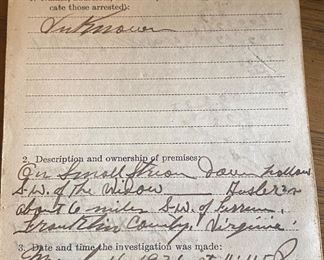 cate those arrested):
Unknown
2. Description and ownership of premises:
On Small Stream down hollow
S.W. of the Widow Hosler's
about 6 miles S.W. of Ferrum,
Franklin County, Virginia
3. Date and time the investigation was made: